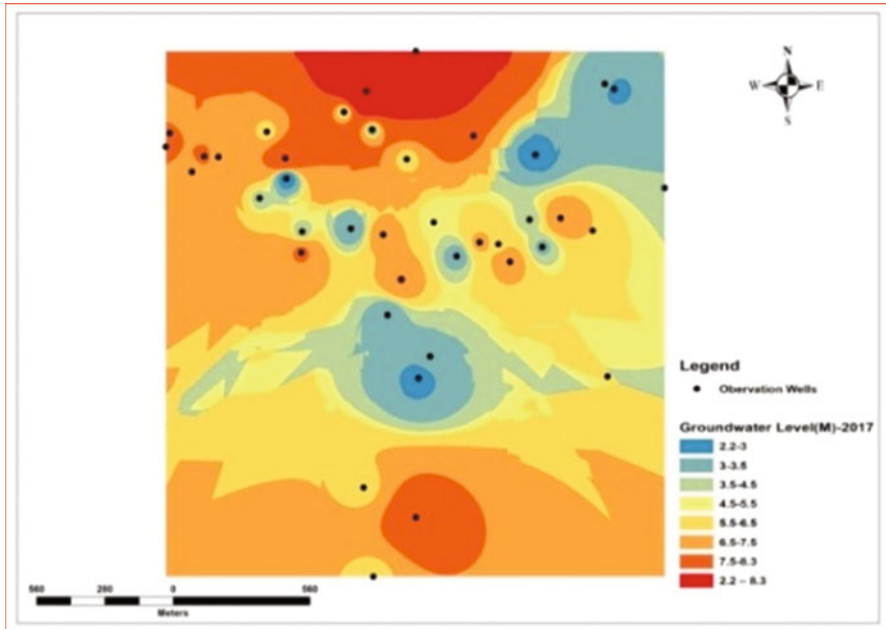 N
W E
S
Legend
Obervation Wells
Groundwater Level(M)-2017
2.2-3
3-3.5
3.5-4.5
4.5-5.5
5.5-6.5
6.5-7.5
7.5-8.3
2.2 – 8.3
560 280 0 560
Meters